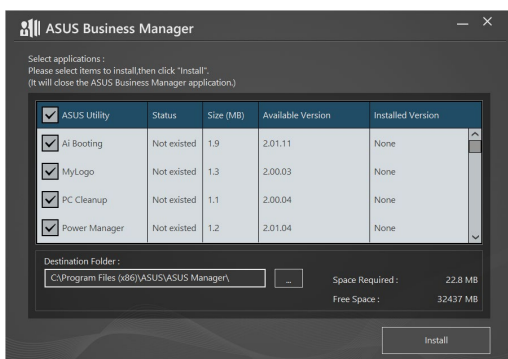 ASUS Business Manager
Select applications :
Please select items to install,then click "Install".
(It will close the ASUS Business Manager application.)
ASUS Utility Status Size (MB) Available Version Installed Version
Ai Booting Not existed 1.9 2.01.11 None
MyLogo Not existed 1.3 2.00.03 None
PC Cleanup Not existed 1.1 2.00.04 None
Power Manager Not existed 1.2 2.01.04 None
Destination Folder :
C:\Program Files (x86)\ASUS\ASUS Manager\ ... Space Required : 22.8 MB
Free Space : 32437 MB
Install